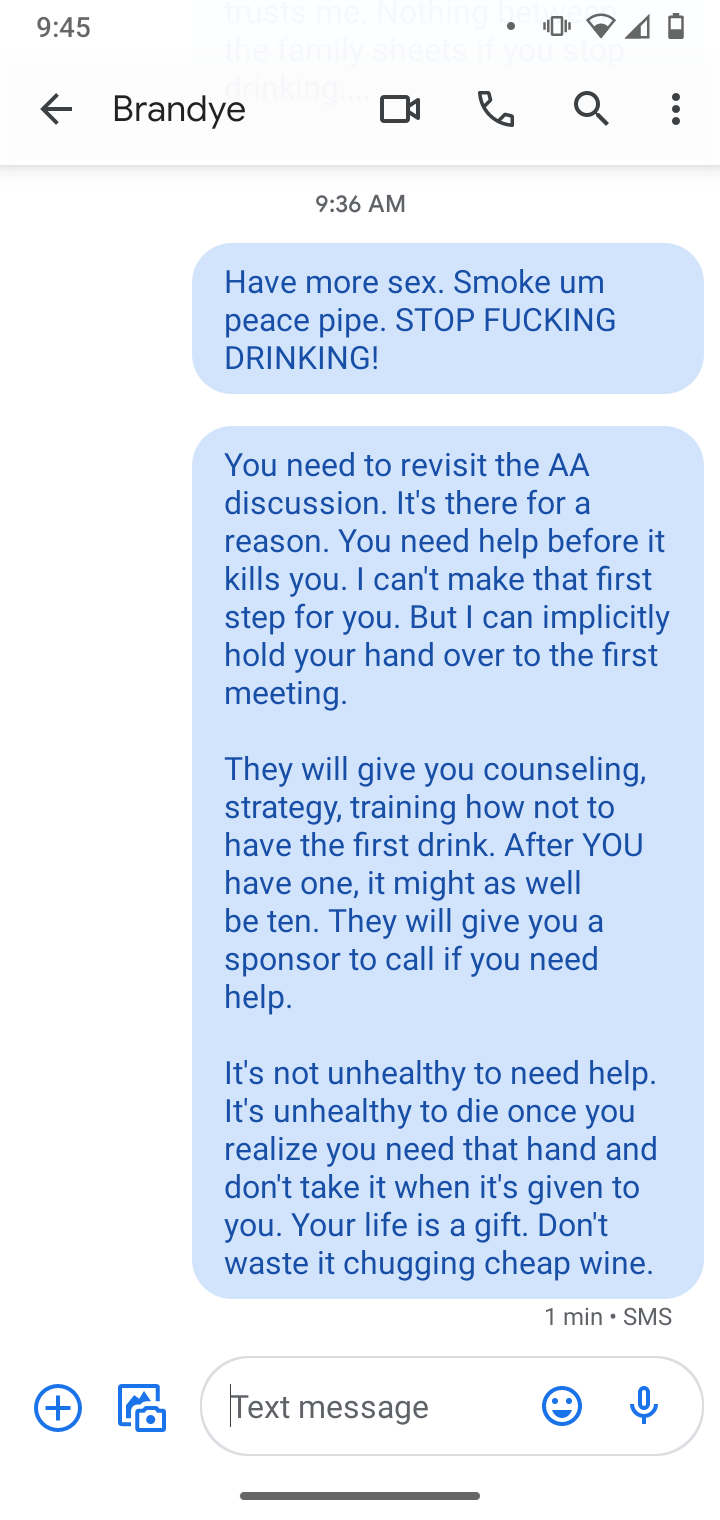 9:45
trusts me. Nothing between
the family sheets if you stop
drinking....
Brandye
9:36 AM
Have more sex. Smoke um
peace pipe. STOP FUCKING
DRINKING!
You need to revisit the AA
discussion. It's there for a
reason. You need help before it
kills you. I can't make that first
step for you. But I can implicitly
hold your hand over to the first
meeting.
They will give you counseling,
strategy, training how not to
have the first drink. After YOU
have one, it might as well
be ten. They will give you a
sponsor to call if you need
help.
It's not unhealthy to need help.
It's unhealthy to die once you
realize you need that hand and
don't take it when it's given to
you. Your life is a gift. Don't
waste it chugging cheap wine.
1 min • SMS
Text message